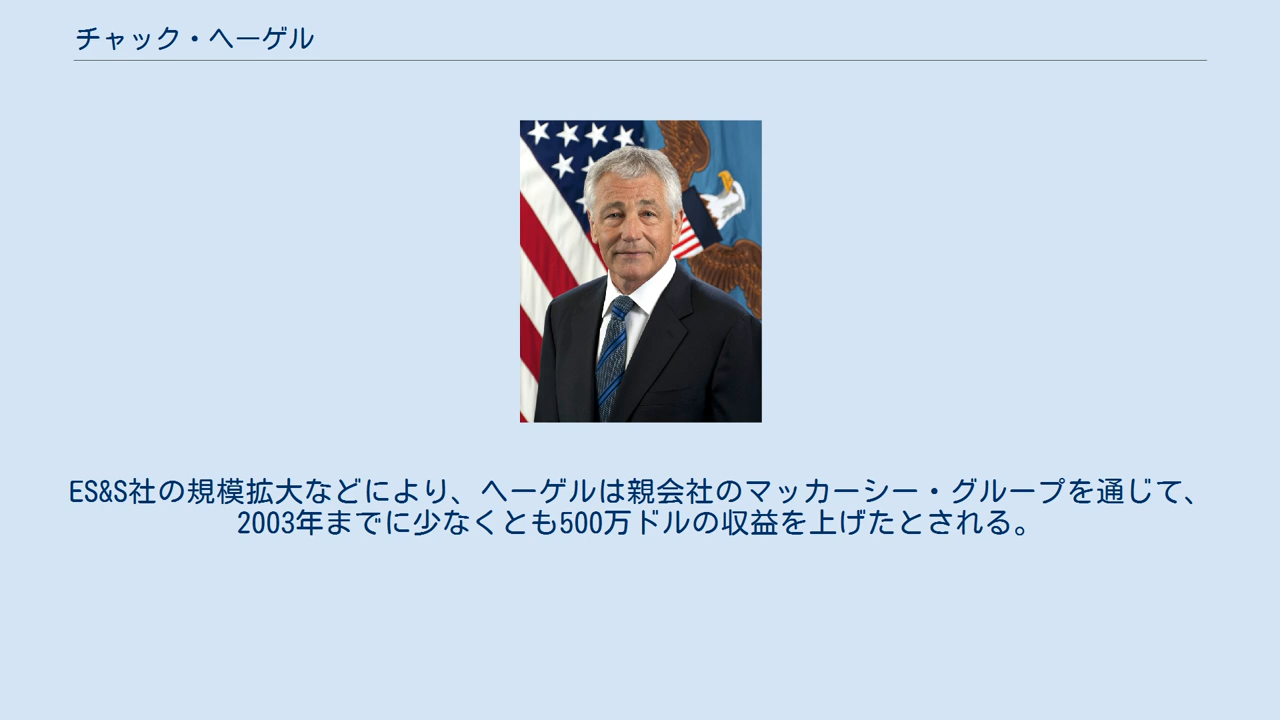 チャック・ヘーゲル
ES&S社の規模拡大などにより、ヘーゲルは親会社のマッカーシー・グループを通じて、
2003年までに少なくとも500万ドルの収益を上げたとされる。